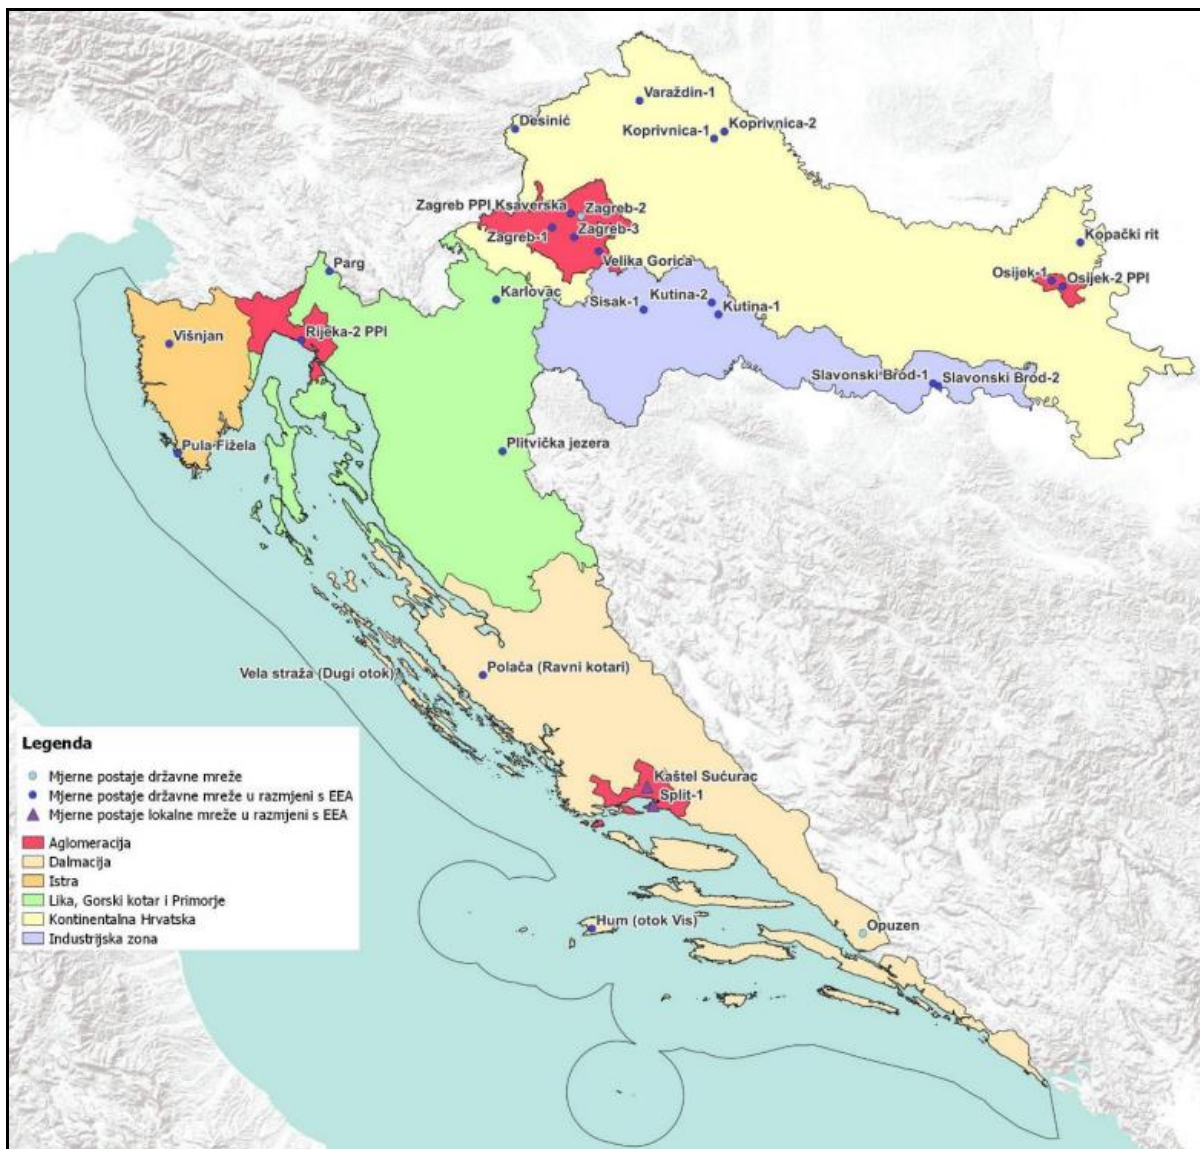 Varaždin-1
Desinić
Koprivnica-1
Koprivnica-2
Zagreb PPI Ksaverska
Zagreb-2
Zagreb-1
Zagreb-3
Velika Gorica
Kopački rit
Osijek-1
Osijek-2 PPI
Parg
Karlovac
Sisak-1
Kutina-2
Kutina-1
Rijeka-2 PPI
Višnjan
Slavonski Brod-1
Slavonski Brod-2
Pula Fižela
Plitvička jezera
Vela straža (Dugi otok)
Polača (Ravni kotari)
Kaštel Sućurac
Split-1
Hum (otok Vis)
Opuzen
Legenda
Mjerne postaje državne mreže
Mjerne postaje državne mreže u razmjeni s EEA
Mjerne postaje lokalne mreže u razmjeni s EEA
Aglomeracija
Dalmacija
Istra
Lika, Gorski kotar i Primorje
Kontinentalna Hrvatska
Industrijska zona